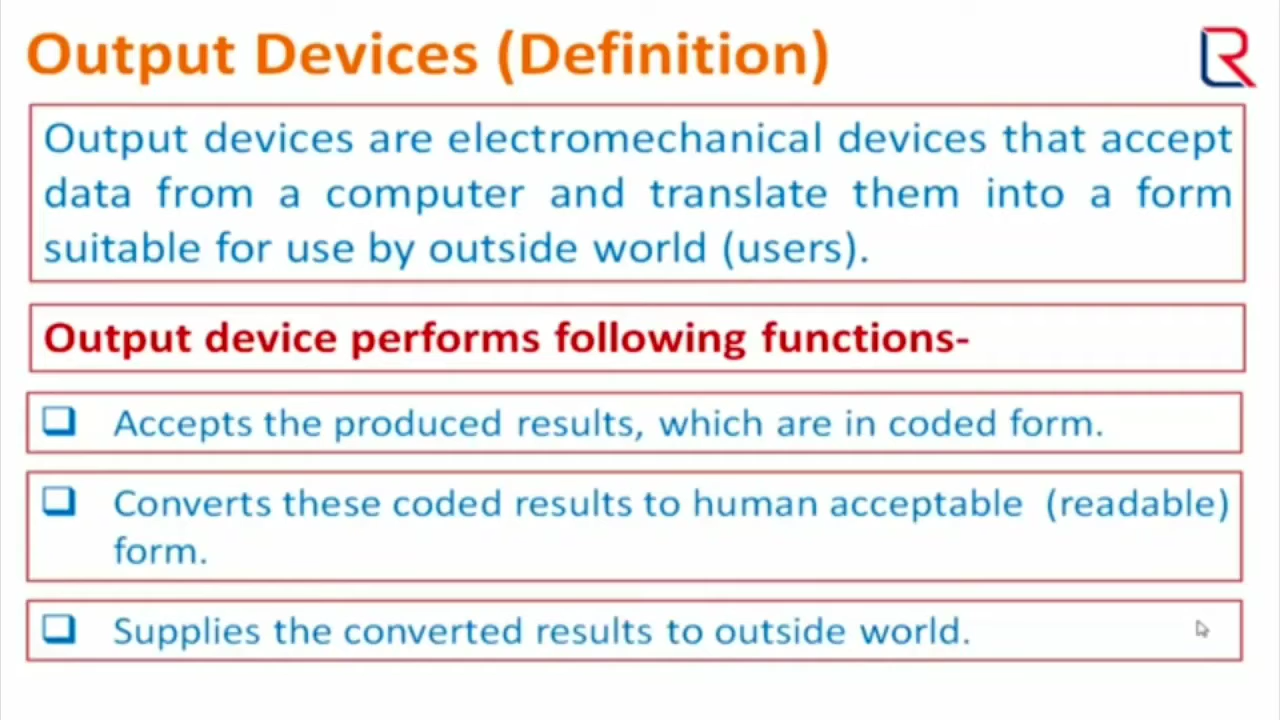 Output Devices (Definition)
Output devices are electromechanical devices that accept
data from a computer and translate them into a form
suitable for use by outside world (users).
Output device performs following functions-
Accepts the produced results, which are in coded form.
Converts these coded results to human acceptable (readable)
form.
Supplies the converted results to outside world.